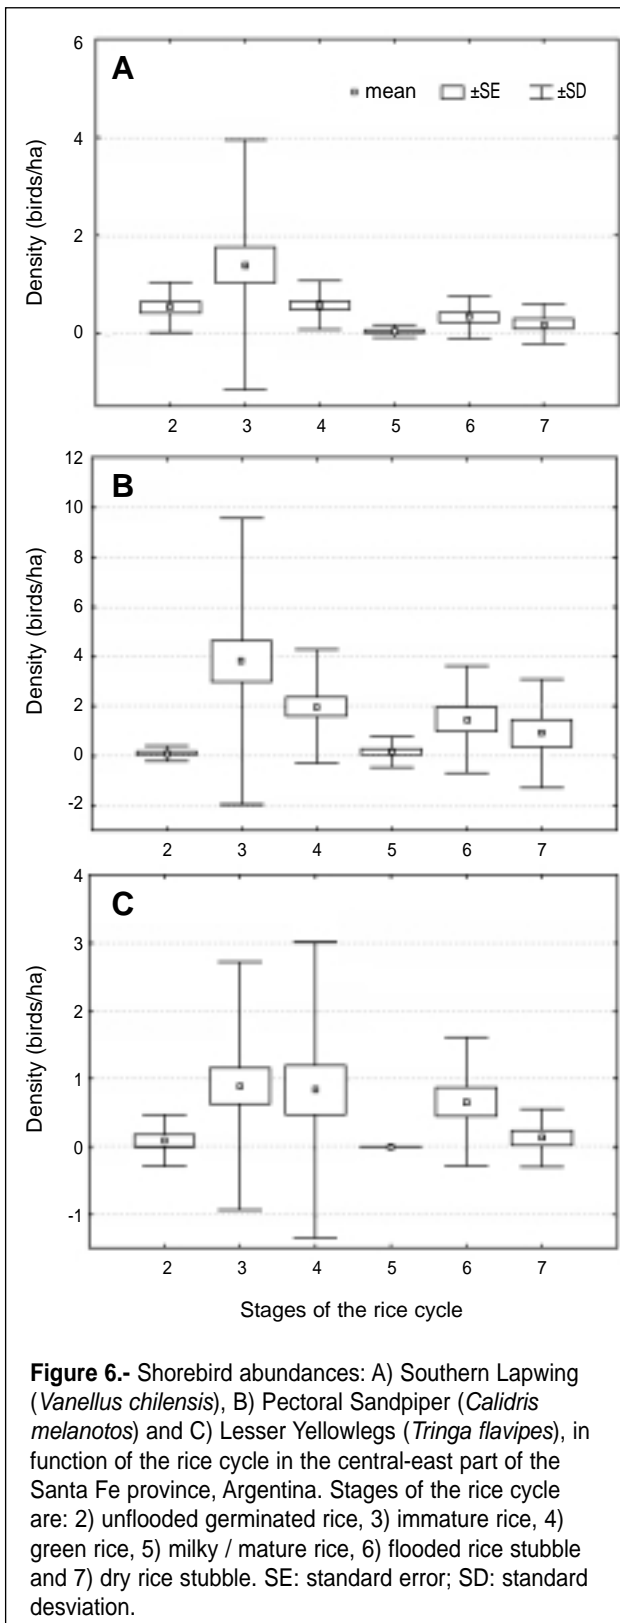 6
A
mean ±SE ±SD
4
2
0
Density (birds/ha)
2 3 4 5 6 7
12
B
10
8
6
4
2
0
-2
Density (birds/ha)
2 3 4 5 6 7
4
C
3
2
1
0
-1
Density (birds/ha)
2 3 4 5 6 7
Stages of the rice cycle
Figure 6.- Shorebird abundances: A) Southern Lapwing
(Vanellus chilensis), B) Pectoral Sandpiper (Calidris
melanotos) and C) Lesser Yellowlegs (Tringa flavipes), in
function of the rice cycle in the central-east part of the
Santa Fe province, Argentina. Stages of the rice cycle
are: 2) unflooded germinated rice, 3) immature rice, 4)
green rice, 5) milky / mature rice, 6) flooded rice stubble
and 7) dry rice stubble. SE: standard error; SD: standard
desviation.